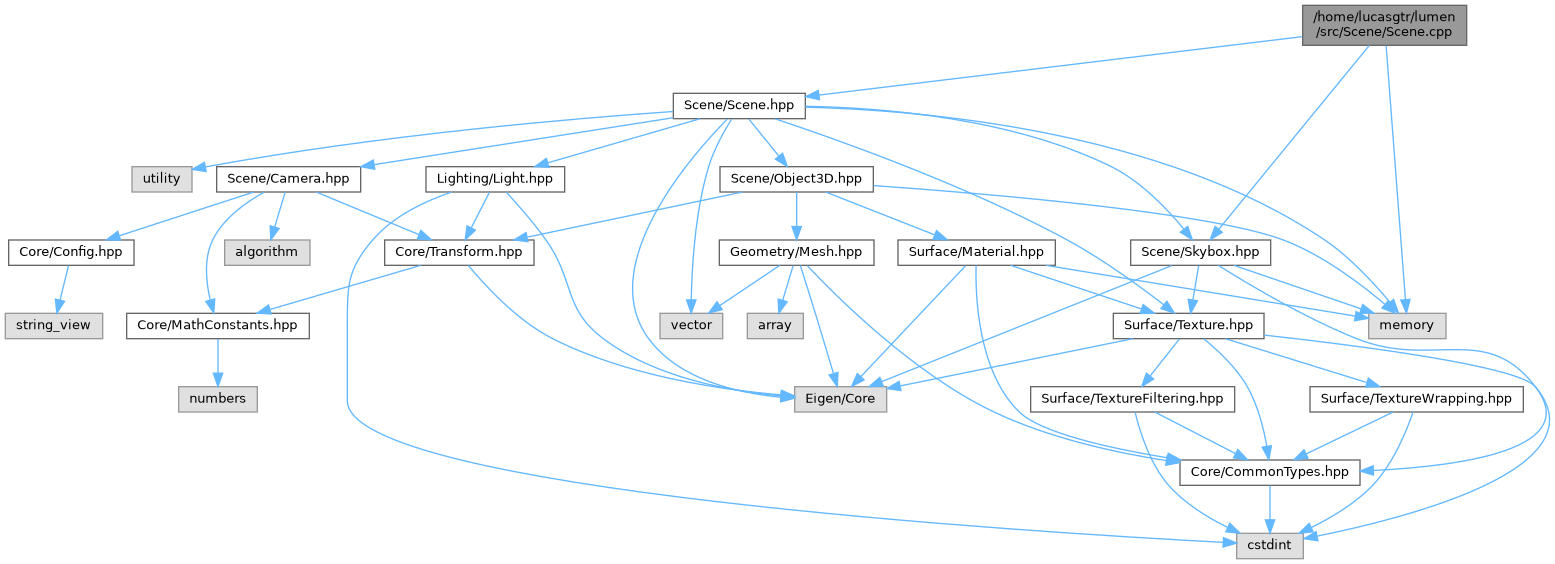 /home/lucasgtr/lumen
/src/Scene/Scene.cpp
Scene/Scene.hpp
utility
Scene/Camera.hpp
Lighting/Light.hpp
Scene/Object3D.hpp
Core/Config.hpp
algorithm
Core/Transform.hpp
Geometry/Mesh.hpp
Surface/Material.hpp
Scene/Skybox.hpp
string_view
Core/MathConstants.hpp
vector
array
Surface/Texture.hpp
memory
numbers
Eigen/Core
Surface/TextureFiltering.hpp
Surface/TextureWrapping.hpp
Core/CommonTypes.hpp
cstdint